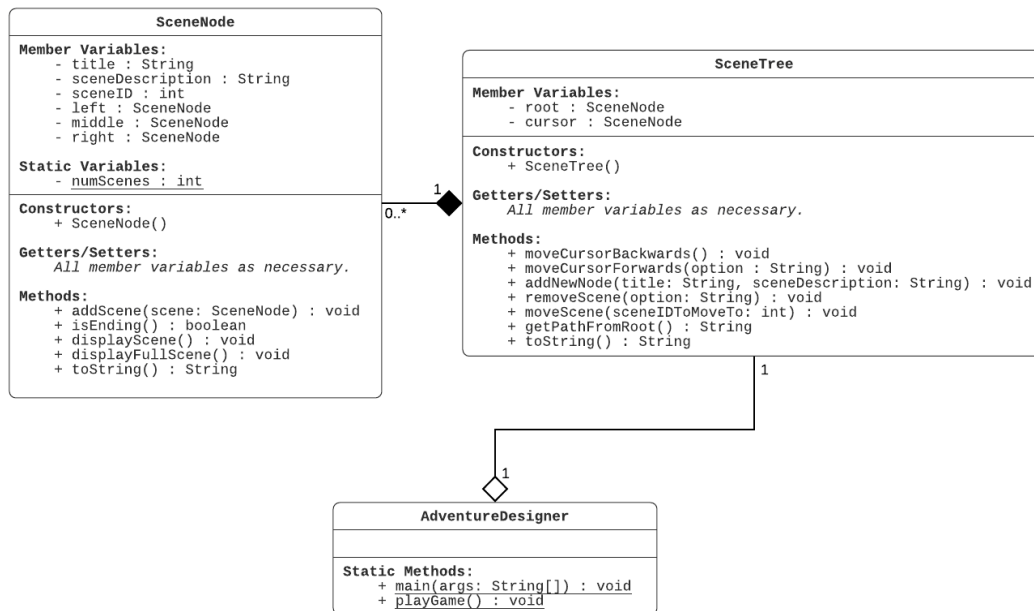 SceneNode
Member Variables:
- title : String
- sceneDescription : String
- sceneID : int
- left : SceneNode
- middle : SceneNode
- right : SceneNode
Static Variables:
- numScenes : int
Constructors:
+ SceneNode()
Getters/Setters:
All member variables as necessary.
Methods:
+ addScene(scene: SceneNode) : void
+ isEnding() : boolean
+ displayScene() : void
+ displayFullScene() : void
+ toString() : String
1
0..*
SceneTree
Member Variables:
- root : SceneNode
- cursor : SceneNode
Constructors:
+ SceneTree()
Getters/Setters:
All member variables as necessary.
Methods:
+ moveCursorBackwards() : void
+ moveCursorForwards(option : String) : void
+ addNewNode(title: String, sceneDescription: String) : void
+ removeScene(option: String) : void
+ moveScene(sceneIDToMoveTo: int) : void
+ getPathFromRoot() : String
+ toString() : String
1
1
AdventureDesigner
Static Methods:
+ main(args: String[]) : void
+ playGame() : void